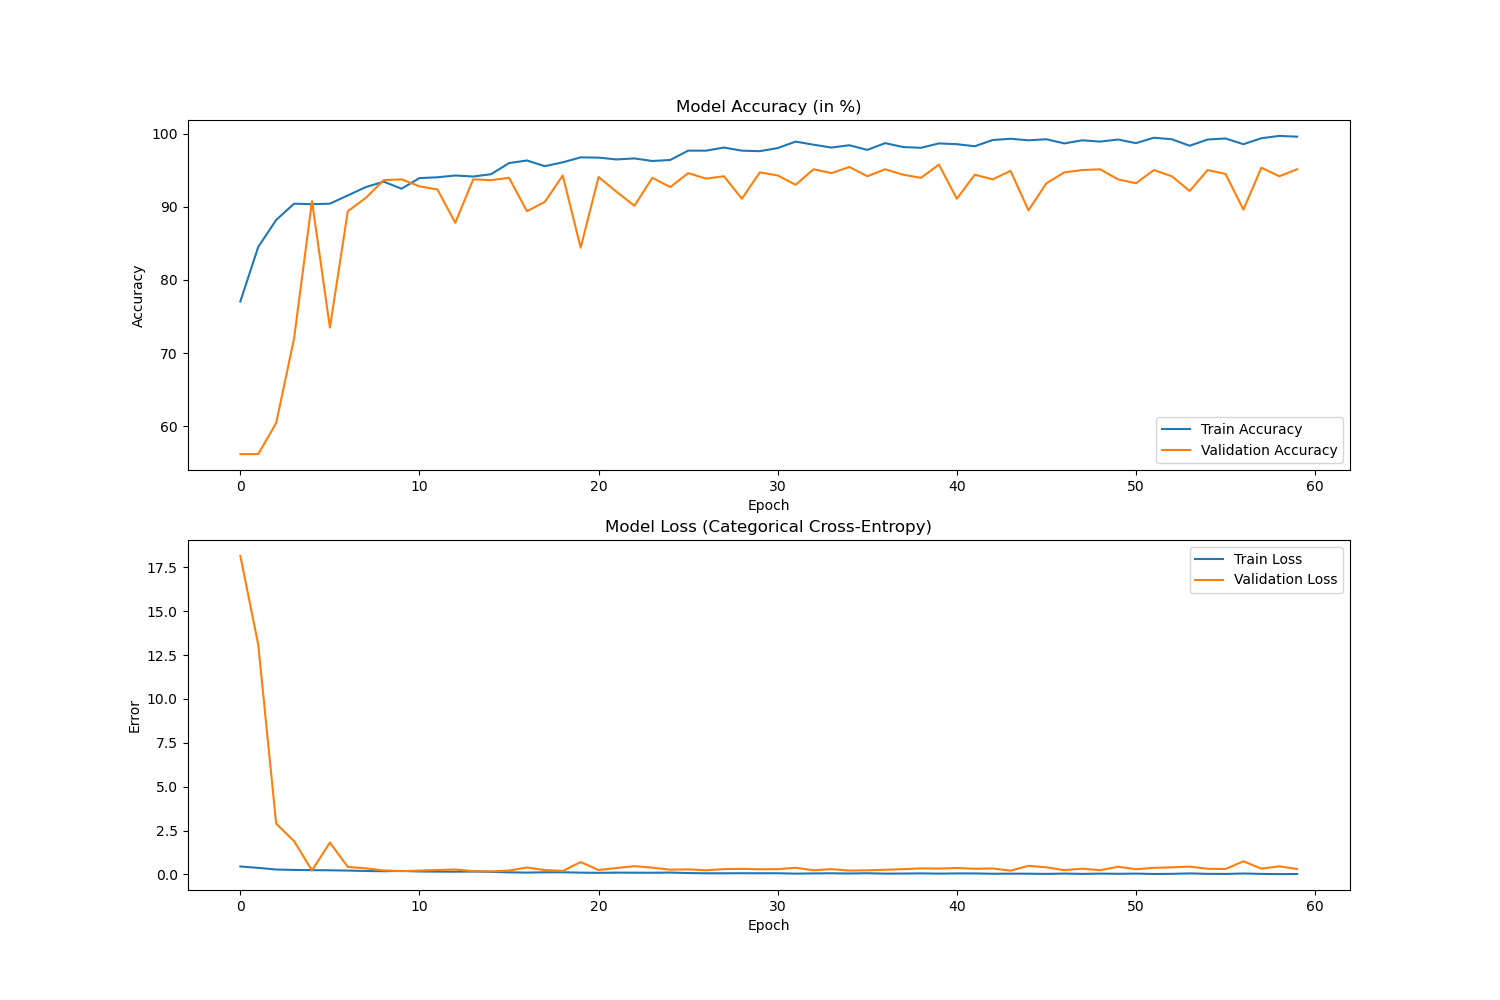 Model Accuracy (in %)
100
90
80
70
60
Accuracy
Train Accuracy
Validation Accuracy
0 10 20 30 40 50 60
Epoch
Model Loss (Categorical Cross-Entropy)
17.5
15.0
12.5
10.0
7.5
5.0
2.5
0.0
Error
Train Loss
Validation Loss
0 10 20 30 40 50 60
Epoch